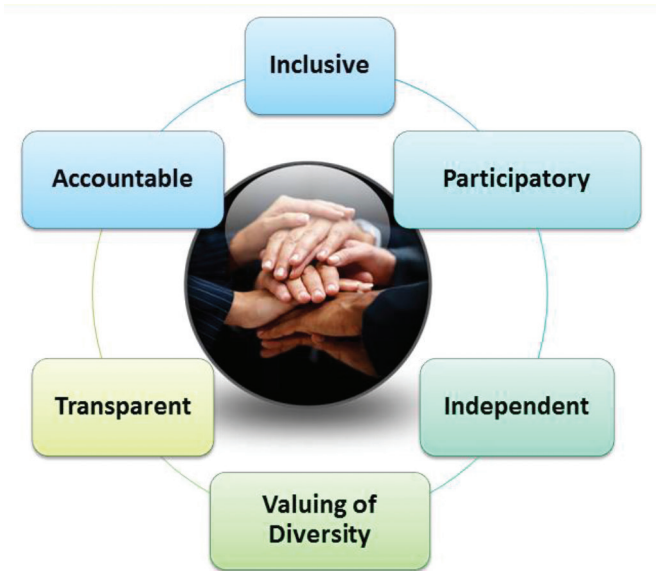 Inclusive
Participatory
Independent
Valuing of
Diversity
Transparent
Accountable